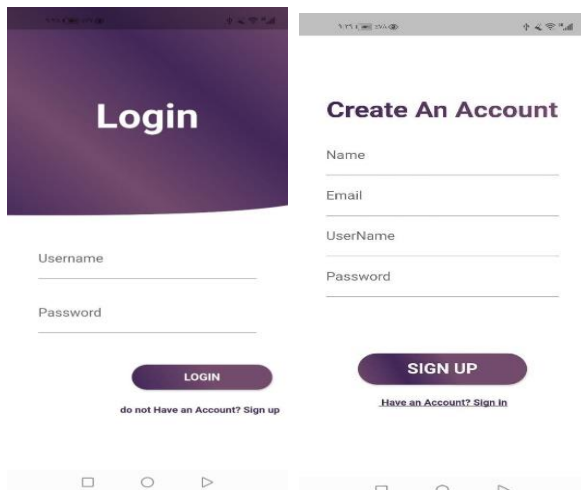 Login
Username
Password
LOGIN
do not Have an Account? Sign up
Create An Account
Name
Email
UserName
Password
SIGN UP
Have an Account? Sign in